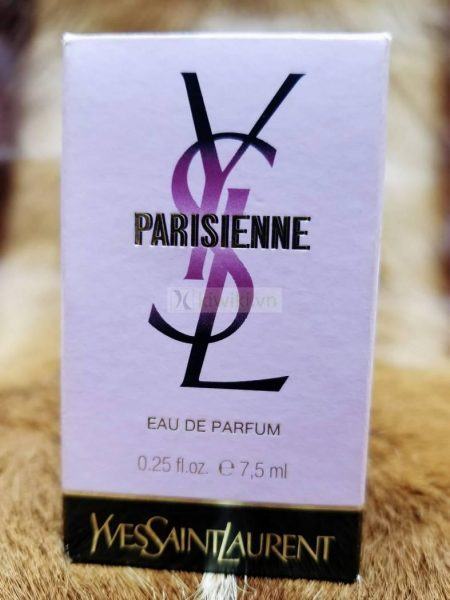 YSL
PARISIENNE
EAU DE PARFUM
0.25 fl.oz. ℮ 7,5 ml
YVESSAINTLAURENT